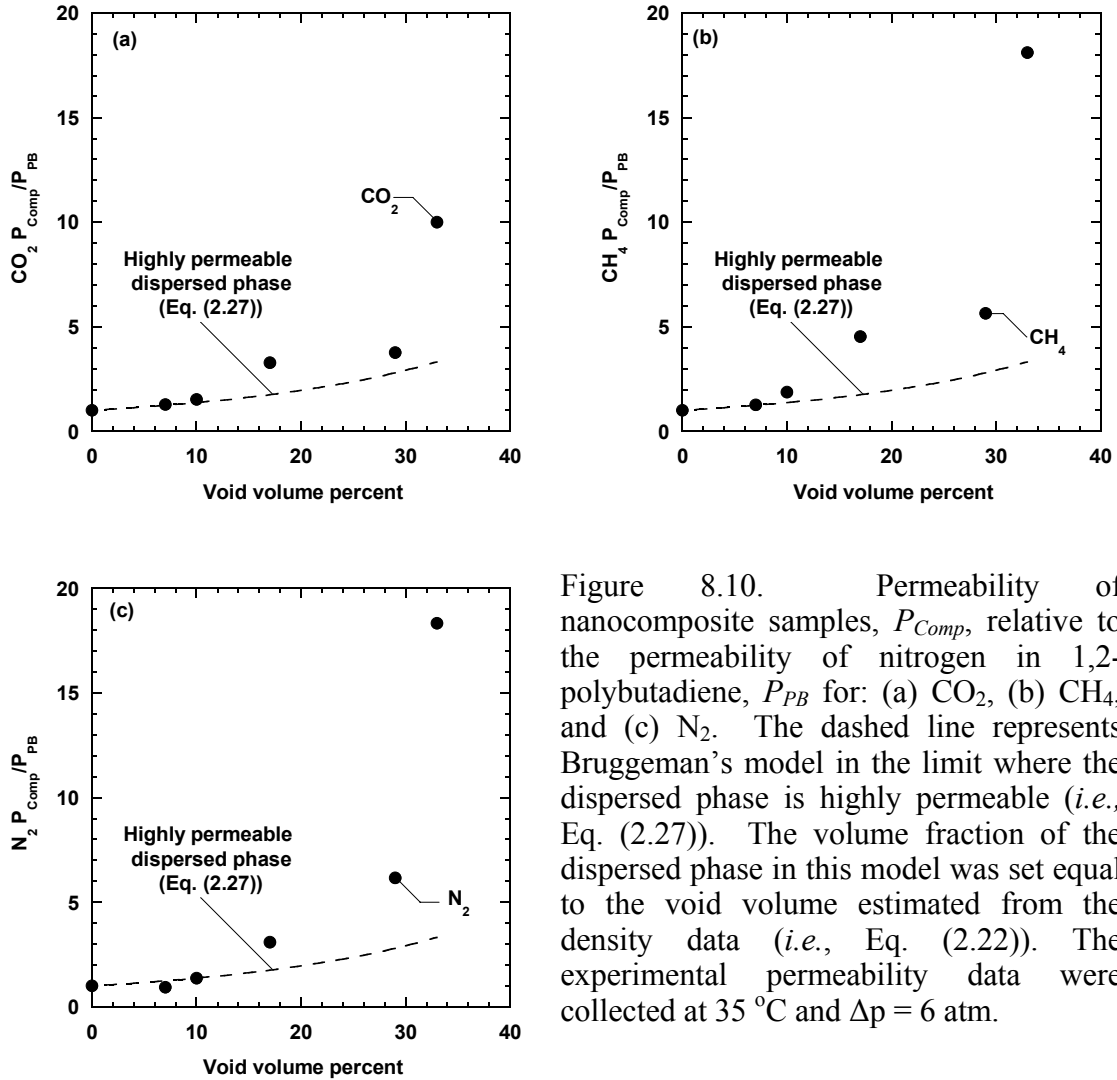 (a)
20
15
10
5
0
CO2 PComp/PPB
CO2
Highly permeable
dispersed phase
(Eq. (2.27))
0 10 20 30 40
Void volume percent
(b)
20
15
10
5
0
CH4 PComp/PPB
Highly permeable
dispersed phase
(Eq. (2.27))
CH4
0 10 20 30 40
Void volume percent
(c)
20
15
10
5
0
N2 PComp/PPB
Highly permeable
dispersed phase
(Eq. (2.27))
N2
0 10 20 30 40
Void volume percent
Figure 8.10. Permeability of
nanocomposite samples, PComp, relative to
the permeability of nitrogen in 1,2-
polybutadiene, PPB for: (a) CO2, (b) CH4,
and (c) N2. The dashed line represents
Bruggeman's model in the limit where the
dispersed phase is highly permeable (i.e.,
Eq. (2.27)). The volume fraction of the
dispersed phase in this model was set equal
to the void volume estimated from the
density data (i.e., Eq. (2.22)). The
experimental permeability data were
collected at 35 °C and Δp = 6 atm.